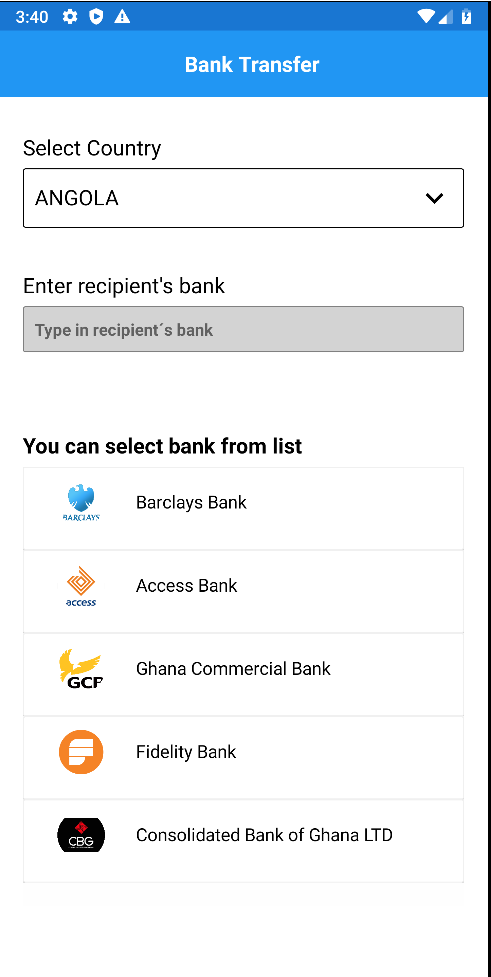 3:40
Bank Transfer
Select Country
ANGOLA
Enter recipient's bank
Type in recipient´s bank
You can select bank from list
BARCLAYS
Barclays Bank
access
Access Bank
GCP
Ghana Commercial Bank
Fidelity Bank
CBG
Consolidated Bank of Ghana LTD